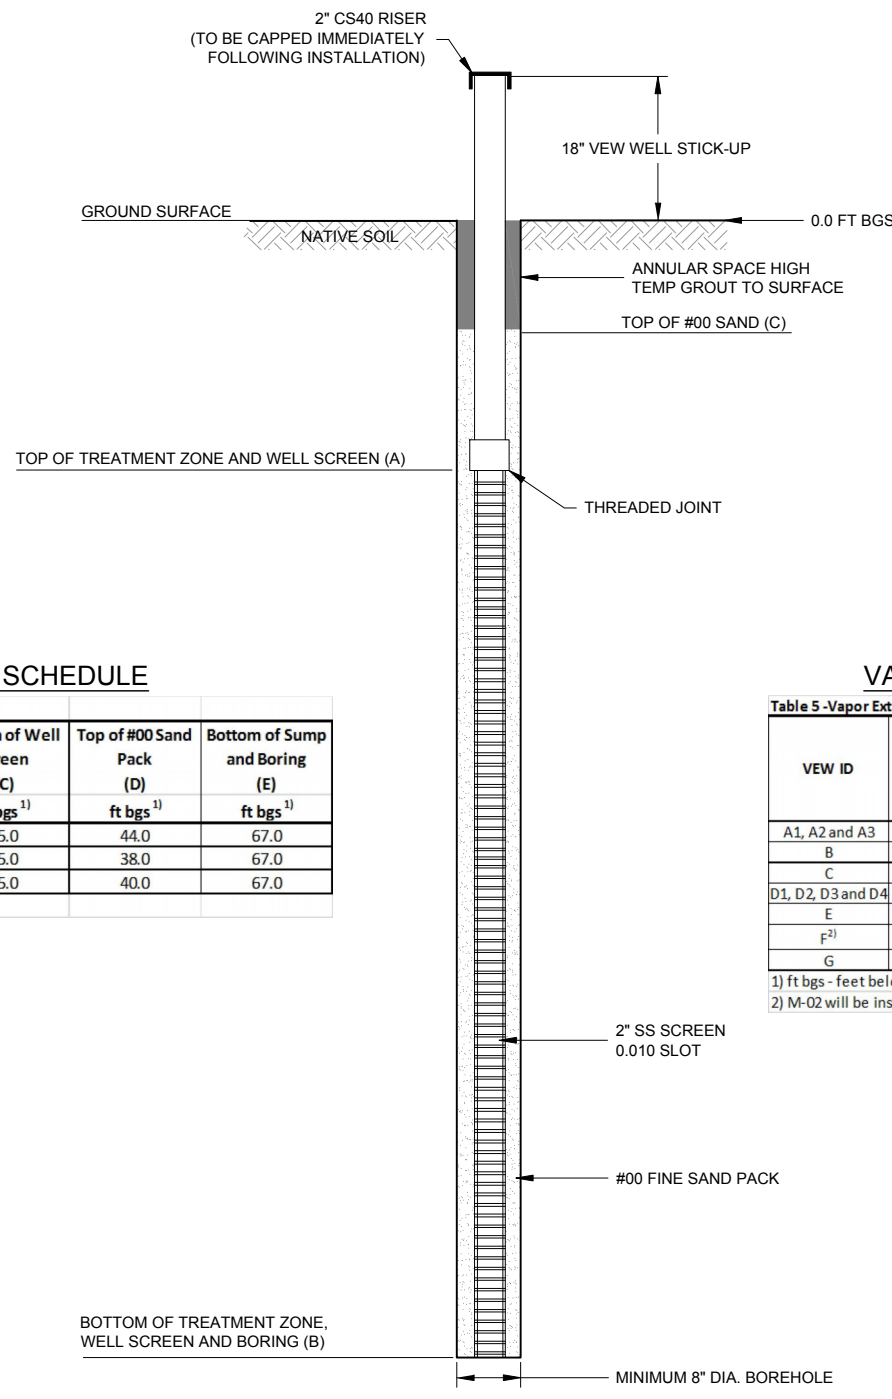 2" CS40 RISER
(TO BE CAPPED IMMEDIATELY
FOLLOWING INSTALLATION)
18" VEW WELL STICK-UP
GROUND SURFACE
0.0 FT BGS
NATIVE SOIL
ANNULAR SPACE HIGH
TEMP GROUT TO SURFACE
TOP OF #00 SAND (C)
TOP OF TREATMENT ZONE AND WELL SCREEN (A)
THREADED JOINT
SCHEDULE
of Well Top of #00 Sand Bottom of Sump
Pack and Boring
(D) (E)
ft bgs 1) ft bgs 1)
44.0 67.0
38.0 67.0
40.0 67.0
Table 5 -Vapor
VEW ID
A1, A2 and A3
B
C
D1, D2, D3 and D4
E
F2)
G
1) ft bgs - feet
2) M-02 will be
2" SS SCREEN
0.010 SLOT
#00 FINE SAND PACK
BOTTOM OF TREATMENT ZONE,
WELL SCREEN AND BORING (B)
MINIMUM 8" DIA. BOREHOLE